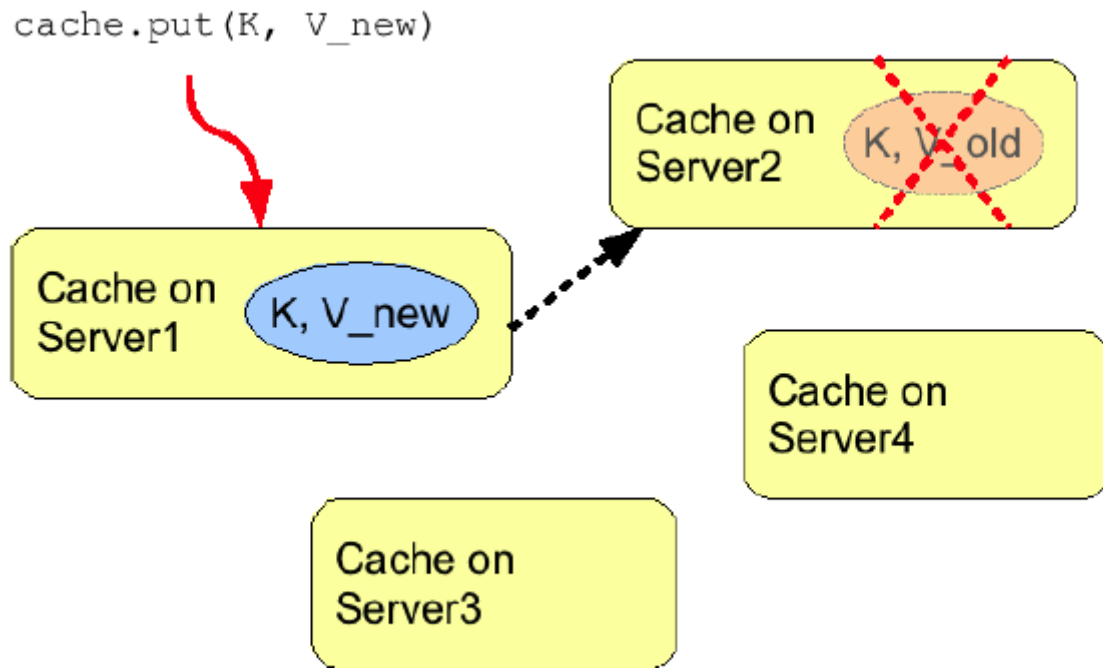 cache.put(K, V_new)
Cache on
Server2
K, V_old
Cache on
Server1
K, V_new
Cache on
Server4
Cache on
Server3